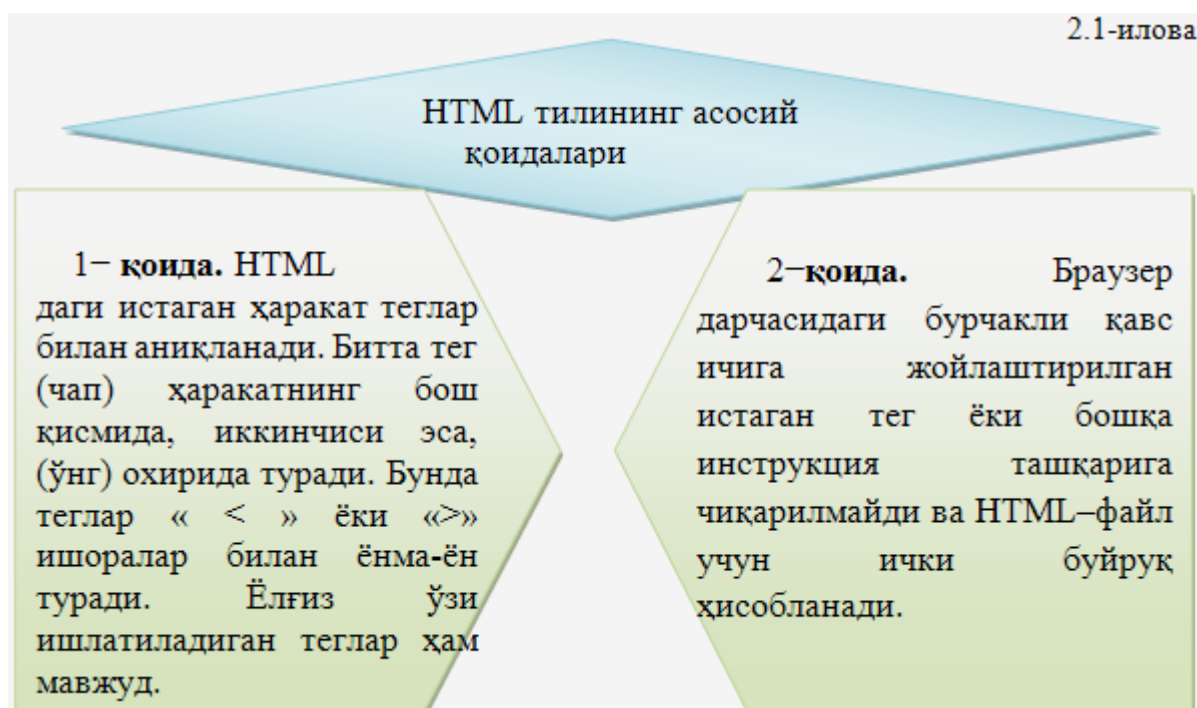 2.1-илова
HTML тилининг асосий
қоидалари
1− қоида. HTML
даги истаган ҳаракат теглар
билан аниқланади. Битта тег
(чап) ҳаракатнинг бош
қисмида, иккинчиси эса,
(ўнг) охирида туради. Бунда
теглар « < » ёки «>»
ишоралар билан ёнма-ён
туради. Ёлғиз ўзи
ишлатиладиган теглар ҳам
мавжуд.
2−қоида. Браузер
дарчасидаги бурчакли қавс
ичига жойлаштирилган
истаган тег ёки бошқа
инструкция ташқарига
чиқарилмайди ва HTML–файл
учун ички буйруқ
ҳисобланади.